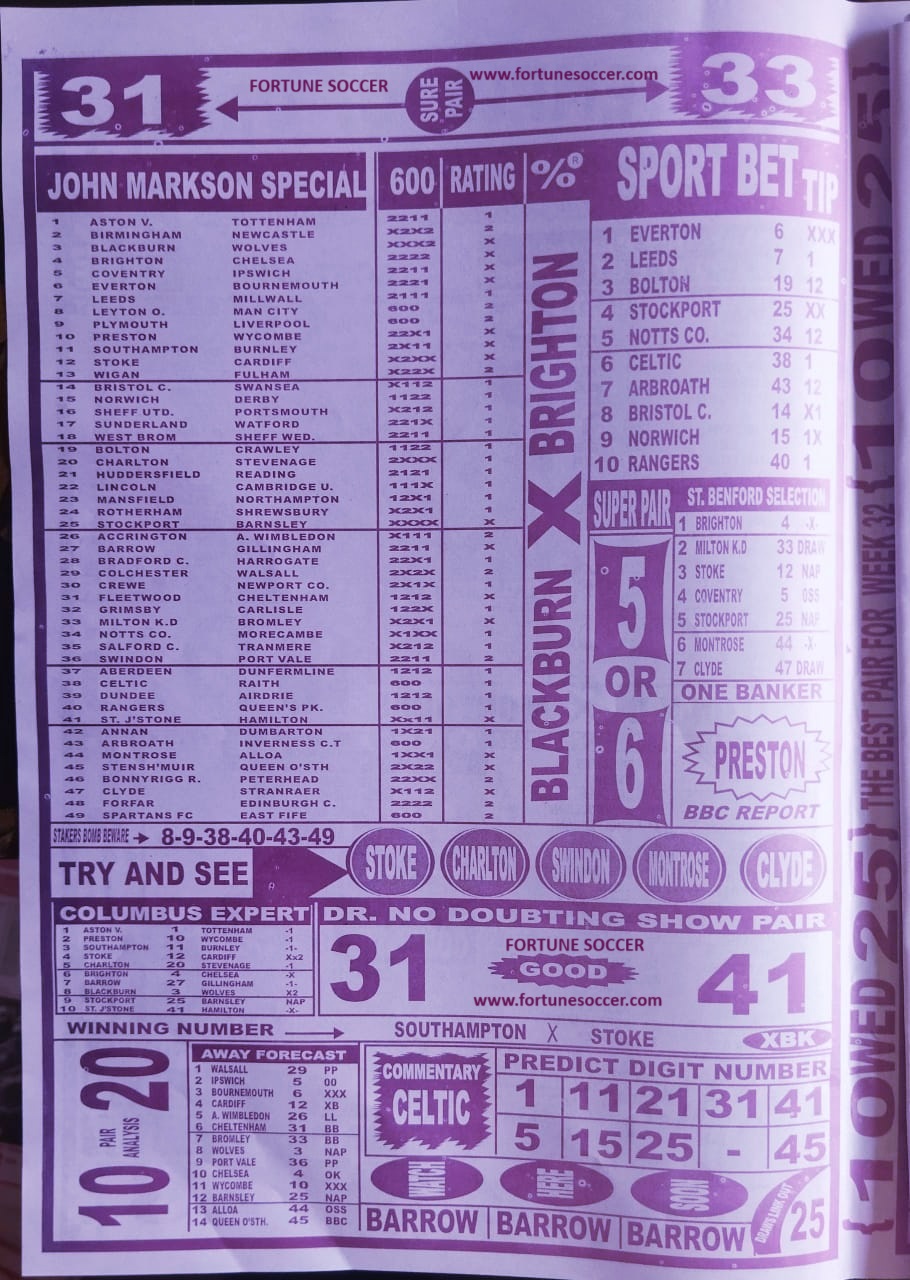 31 FORTUNE SOCCER SURE PAIR www.fortunesoccer.com 33
JOHN MARKSON SPECIAL 600 RATING
1 ASTON V. TOTTENHAM 2211 1
2 BIRMINGHAM NEWCASTLE X2X2 2
3 BLACKBURN WOLVES XXX2 X
4 BRIGHTON CHELSEA 2222 X
5 COVENTRY IPSWICH 2211 X
6 EVERTON BOURNEMOUTH 2221 X
7 LEEDS MILLWALL 2111 1
8 LEYTON O. MAN CITY 600 2
9 PLYMOUTH LIVERPOOL 600 2
10 PRESTON WYCOMBE 22X1 X
11 SOUTHAMPTON BURNLEY 2X11 X
12 STOKE CARDIFF X2XX X
13 WIGAN FULHAM X22X 2
14 BRISTOL C. SWANSEA X112 1
15 NORWICH DERBY 1122 1
16 SHEFF UTD. PORTSMOUTH X212 1
17 SUNDERLAND WATFORD 221X 1
18 WEST BROM SHEFF WED. 2211 1
19 BOLTON CRAWLEY 1122 1
20 CHARLTON STEVENAGE 2XXX X
21 HUDDERSFIELD READING 2121 1
22 LINCOLN CAMBRIDGE U. 111X 1
23 MANSFIELD NORTHAMPTON 12X1 X
24 ROTHERHAM SHREWSBURY X2X1 1
25 STOCKPORT BARNSLEY XXXX X
26 ACCRINGTON A. WIMBLEDON X111 2
27 BARROW GILLINGHAM 2211 X
28 BRADFORD C. HARROGATE 22X1 1
29 COLCHESTER WALSALL 2X2X 2
30 CREWE NEWPORT CO. 2X1X 1
31 FLEETWOOD CHELTENHAM 1212 X
32 GRIMSBY CARLISLE 122X 1
33 MILTON K.D BROMLEY X2X1 X
34 NOTTS CO. MORECAMBE X1XX 1
35 SALFORD C. TRANMERE X212 1
36 SWINDON PORT VALE 2211 2
37 ABERDEEN DUNFERMLINE 1212 1
38 CELTIC RAITH 600 1
39 DUNDEE AIRDRIE 1212 1
40 RANGERS QUEEN'S PK. 600 1
41 ST. J'STONE HAMILTON Xx11 X
42 ANNAN DUMBARTON 1X21 1
43 ARBROATH INVERNESS C.T 600 1
44 MONTROSE ALLOA 1XX1 X
45 STENSH'MUIR QUEEN O'STH 2X22 X
46 BONNYRIGG R. PETERHEAD 22XX 2
47 CLYDE STRANRAER X112 X
48 FORFAR EDINBURGH C. 2222 2
49 SPARTANS FC EAST FIFE 600 2
%®
BLACKBURN X BRIGHTON
SPORT BET TIP
1 EVERTON 6 XXX
2 LEEDS 7 1
3 BOLTON 19 12
4 STOCKPORT 25 XX
5 NOTTS CO. 34 12
6 CELTIC 38 1
7 ARBROATH 43 12
8 BRISTOL C. 14 X1
9 NORWICH 15 1X
10 RANGERS 40 1
SUPER PAIR
5
OR
6
ST. BENFORD SELECTION
1 BRIGHTON 4 -X-
2 MILTON K.D 33 DRAW
3 STOKE 12 NAP
4 COVENTRY 5 OSS
5 STOCKPORT 25 NAP
6 MONTROSE 44 -X-
7 CLYDE 47 DRAW
ONE BANKER
PRESTON
BBC REPORT
STAKERS BOMB BEWARE 8-9-38-40-43-49
TRY AND SEE STOKE CHARLTON SWINDON MONTROSE CLYDE
COLUMBUS EXPERT
1 ASTON V. 1 TOTTENHAM -1
2 PRESTON 10 WYCOMBE -1
3 SOUTHAMPTON 11 BURNLEY -1-
4 STOKE 12 CARDIFF Xx2
5 CHARLTON 20 STEVENAGE -1
6 BRIGHTON 4 CHELSEA -X
7 BARROW 27 GILLINGHAM -1-
8 BLACKBURN 3 WOLVES X2
9 STOCKPORT 25 BARNSLEY NAP
10 ST. J'STONE 41 HAMILTON -X-
DR. NO DOUBTING SHOW PAIR
31 FORTUNE SOCCER 41
GOOD
www.fortunesoccer.com
WINNING NUMBER SOUTHAMPTON X STOKE XBK
10 PAIR ANALYSIS 20
AWAY FORECAST
1 WALSALL 29 PP
2 IPSWICH 5 00
3 BOURNEMOUTH 6 XXX
4 CARDIFF 12 XB
5 A. WIMBLEDON 26 LL
6 CHELTENHAM 31 BB
7 BROMLEY 33 BB
8 WOLVES 3 NAP
9 PORT VALE 36 PP
10 CHELSEA 4 OK
11 WYCOMBE 10 XXX
12 BARNSLEY 25 NAP
13 ALLOA 44 OSS
14 QUEEN O'STH. 45 BBC
COMMENTARY
CELTIC
PREDICT DIGIT NUMBER
1 11 21 31 41
5 15 25 - 45
WATCH HERE SOON
BARROW BARROW BARROW
DRAWS LINK OUT 25
{10WED 25} THE BEST PAIR FOR WEEK 32 {10WED 25}